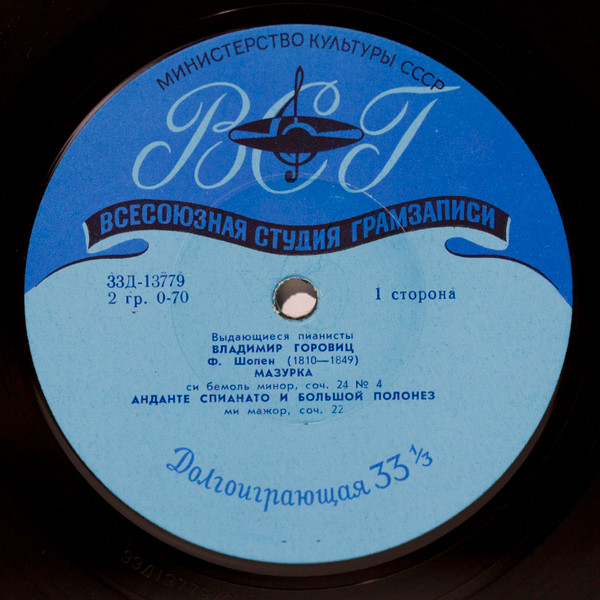 МИНИСТЕРСТВО КУЛЬТУРЫ СССР
ВСГ
ВСЕСОЮЗНАЯ СТУДИЯ ГРАМЗАПИСИ
33Д-13779
2 гр. 0-70
1 сторона
Выдающиеся пианисты
ВЛАДИМИР ГОРОВИЦ
Ф. Шопен (1810—1849)
МАЗУРКА
си бемоль минор, соч. 24 № 4
АНДАНТЕ СПИАНАТО И БОЛЬШОЙ ПОЛОНЕЗ
ми мажор, соч. 22
Долгоиграющая 33 1/3